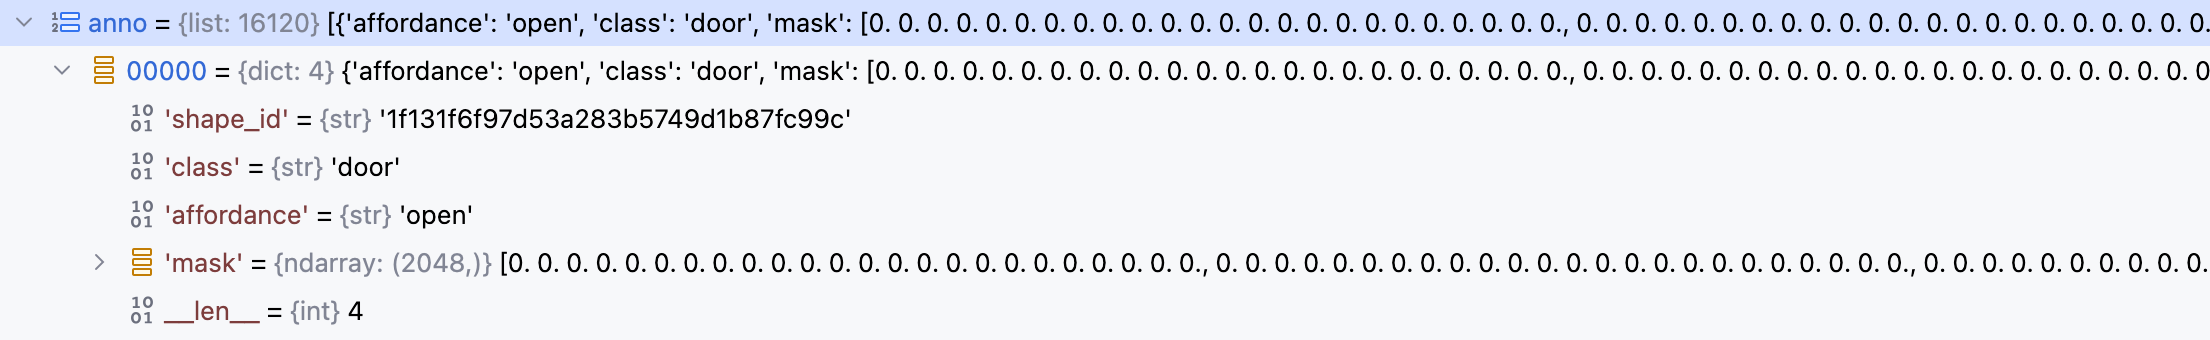 anno = {list: 16120} [{'affordance': 'open', 'class': 'door', 'mask': [0. 0. 0. 0. 0. 0. 0. 0. 0. 0. 0. 0. 0. 0. 0. 0. 0. 0. 0. 0. 0. 0. 0. 0., 0. 0. 0. 0. 0. 0. 0. 0. 0. 0. 0. 0. 0. 0. 0. 0. 0. 0. 0. 0. 0. 0.
00000 = {dict: 4} {'affordance': 'open', 'class': 'door', 'mask': [0. 0. 0. 0. 0. 0. 0. 0. 0. 0. 0. 0. 0. 0. 0. 0. 0. 0. 0. 0. 0. 0. 0. 0., 0. 0. 0. 0. 0. 0. 0. 0. 0. 0. 0. 0. 0. 0. 0. 0. 0. 0. 0. 0. 0. 0
'shape_id' = {str} '1f131f6f97d53a283b5749d1b87fc99c'
'class' = {str} 'door'
'affordance' = {str} 'open'
'mask' = {ndarray: (2048,)} [0. 0. 0. 0. 0. 0. 0. 0. 0. 0. 0. 0. 0. 0. 0. 0. 0. 0. 0. 0. 0. 0. 0. 0., 0. 0. 0. 0. 0. 0. 0. 0. 0. 0. 0. 0. 0. 0. 0. 0. 0. 0. 0. 0. 0. 0. 0. 0., 0. 0. 0. 0. 0. 0. 0. 0. 0. 0.
__len__ = {int} 4